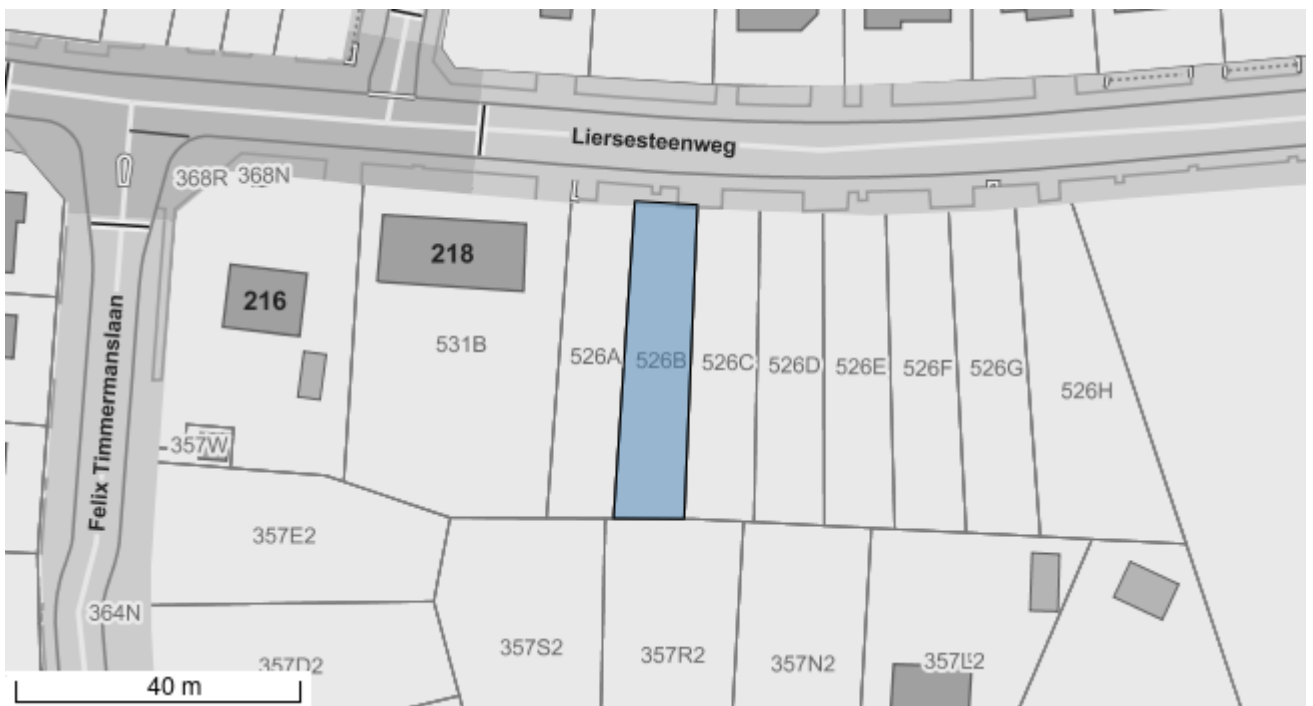 Liersesteenweg
368R 368N
218
216
531B
526A
526B
526C
526D
526E
526F
526G
526H
Felix Timmermanslaan
357W
357E2
364N
357D2
357S2
357R2
357N2
357L2
40 m